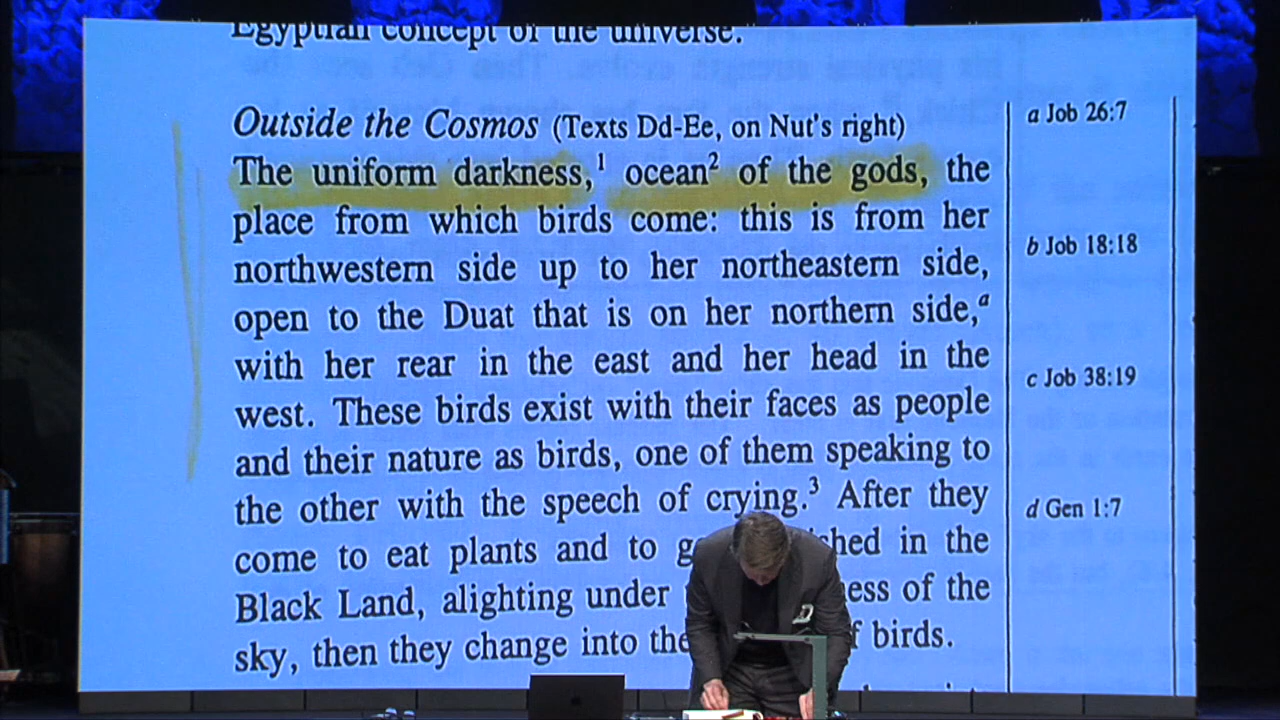 Egyptian concept of the universe.
Outside the Cosmos (Texts Dd-Ee, on Nut's right)
The uniform darkness,¹ ocean² of the gods, the
place from which birds come: this is from her
northwestern side up to her northeastern side,
open to the Duat that is on her northern side,ᵃ
with her rear in the east and her head in the
west. These birds exist with their faces as people
and their nature as birds, one of them speaking to
the other with the speech of crying.³ After they
come to eat plants and to in the
Black Land, alighting under of the
sky, then they change into the birds.
a Job 26:7
b Job 18:18
c Job 38:19
d Gen 1:7